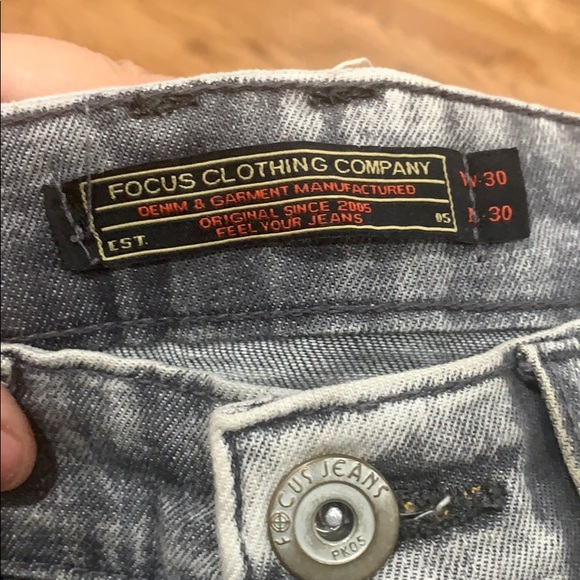 FOCUS CLOTHING COMPANY
DENIM & GARMENT MANUFACTURED
ORIGINAL SINCE 2005
EST. FEEL YOUR JEANS 05
W-30
L-30
FOCUS JEANS
PK05